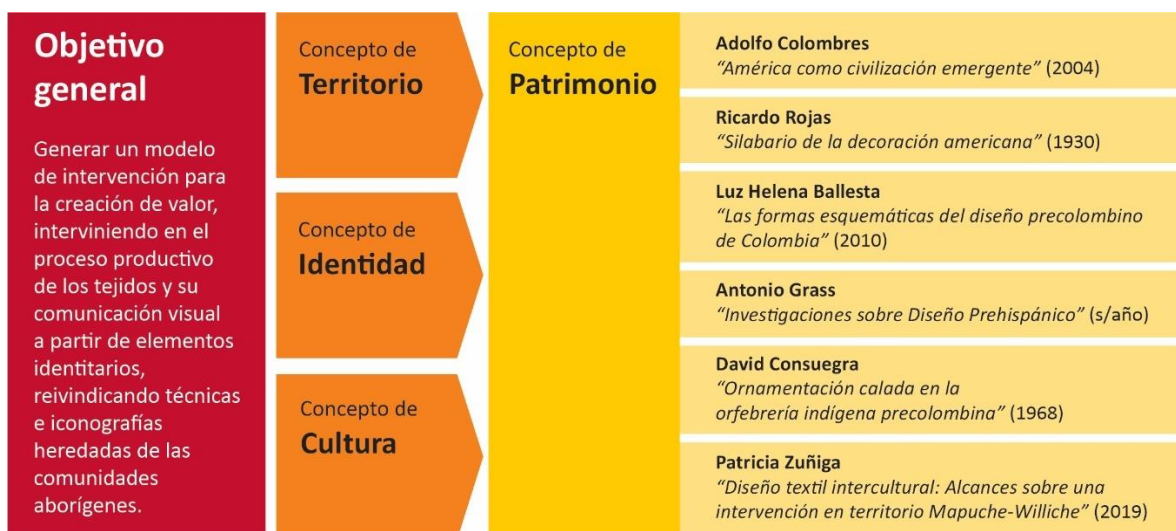 Objetivo
general
Generar un modelo
de intervención para
la creación de valor,
interviniendo en el
proceso productivo
de los tejidos y su
comunicación visual
a partir de elementos
identitarios,
reivindicando técnicas
e iconografías
heredadas de las
comunidades
aborígenes.
Concepto de
Territorio
Concepto de
Identidad
Concepto de
Cultura
Concepto de
Patrimonio
Adolfo Colombres
“América como civilización emergente” (2004)
Ricardo Rojas
“Silabario de la decoración americana” (1930)
Luz Helena Ballesta
“Las formas esquemáticas del diseño precolombino
de Colombia” (2010)
Antonio Grass
“Investigaciones sobre Diseño Prehispánico” (s/año)
David Consuegra
“Ornamentación calada en la
orfebrería indígena precolombina” (1968)
Patricia Zuñiga
“Diseño textil intercultural: Alcances sobre una
intervención en territorio Mapuche-Williche” (2019)